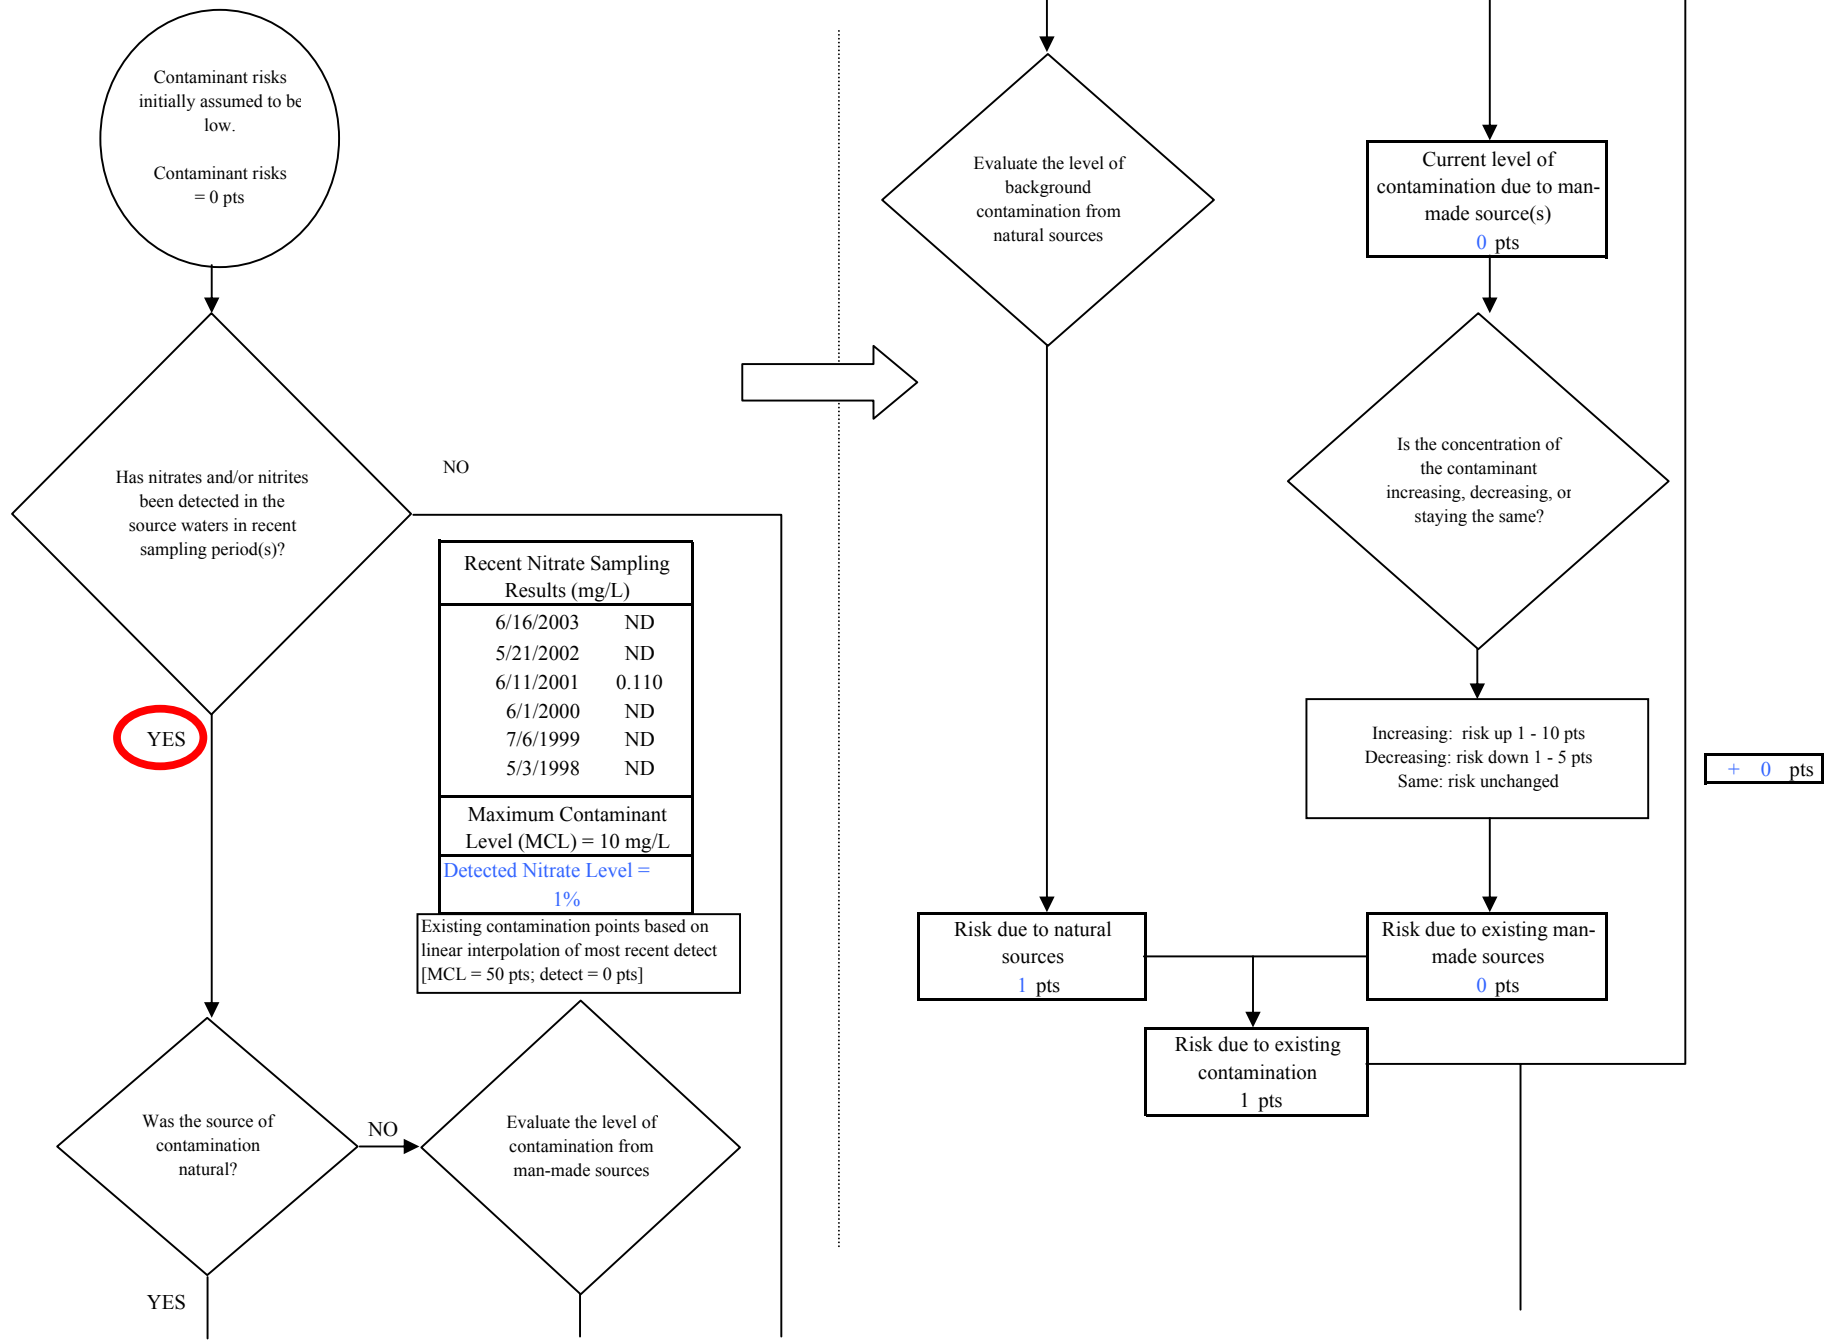 Contaminant risks
initially assumed to be
low.
Contaminant risks
= 0 pts
Has nitrates and/or nitrites
been detected in the
source waters in recent
sampling period(s)?
NO
YES
Recent Nitrate Sampling
Results (mg/L)
6/16/2003 ND
5/21/2002 ND
6/11/2001 0.110
6/1/2000 ND
7/6/1999 ND
5/3/1998 ND
Maximum Contaminant
Level (MCL) = 10 mg/L
Detected Nitrate Level =
1%
Existing contamination points based on
linear interpolation of most recent detect
[MCL = 50 pts; detect = 0 pts]
Was the source of
contamination
natural?
NO
YES
Evaluate the level of
contamination from
man-made sources
Evaluate the level of
background
contamination from
natural sources
Current level of
contamination due to man-
made source(s)
0 pts
Is the concentration of
the contaminant
increasing, decreasing, or
staying the same?
Increasing: risk up 1 - 10 pts
Decreasing: risk down 1 - 5 pts
Same: risk unchanged
+ 0 pts
Risk due to natural
sources
1 pts
Risk due to existing man-
made sources
0 pts
Risk due to existing
contamination
1 pts